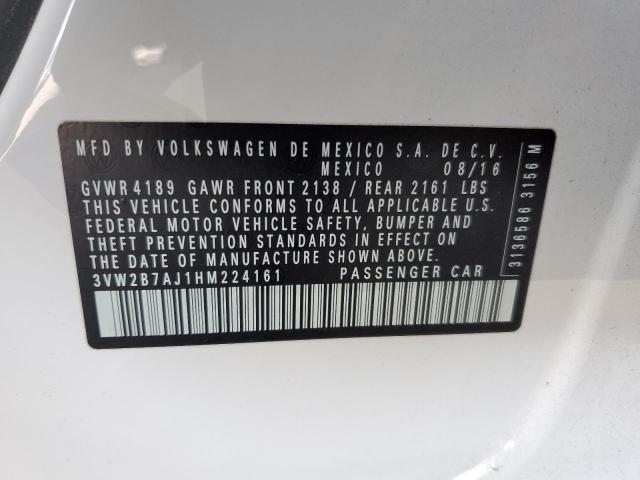 MFD BY VOLKSWAGEN DE MEXICO S.A. DE C.V.
MEXICO 08/16
GVWR 4189 GAWR FRONT 2138 / REAR 2161 LBS
THIS VEHICLE CONFORMS TO ALL APPLICABLE U.S.
FEDERAL MOTOR VEHICLE SAFETY, BUMPER AND
THEFT PREVENTION STANDARDS IN EFFECT ON
THE DATE OF MANUFACTURE SHOWN ABOVE.
3VW2B7AJ1HM224161 PASSENGER CAR
3136586 3156 M